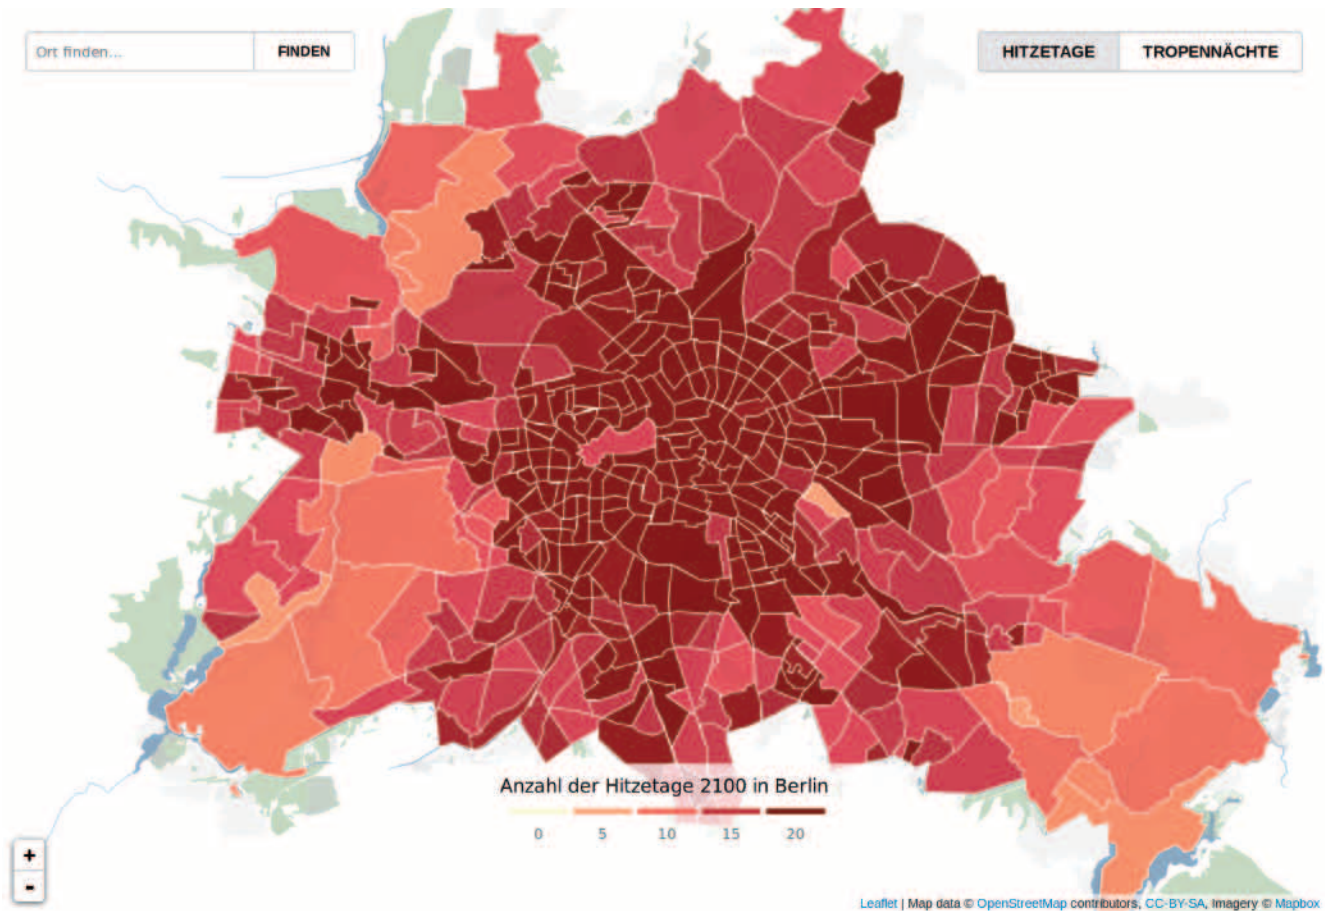 Ort finden...
FINDEN
HITZETAGE
TROPENNÄCHTE
Anzahl der Hitzetage 2100 in Berlin
0 5 10 15 20
+
-
Leaflet | Map data © OpenStreetMap contributors, CC-BY-SA, Imagery © Mapbox